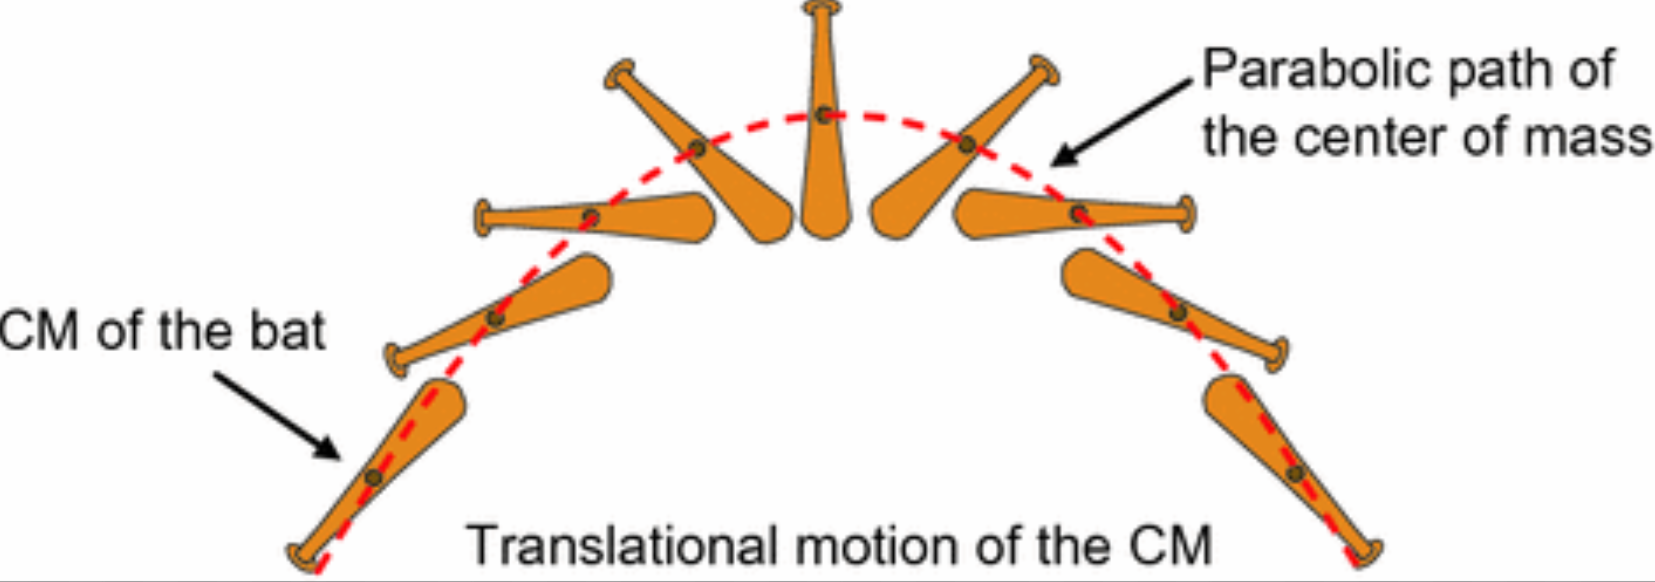 Parabolic path of
the center of mass
CM of the bat
Translational motion of the CM